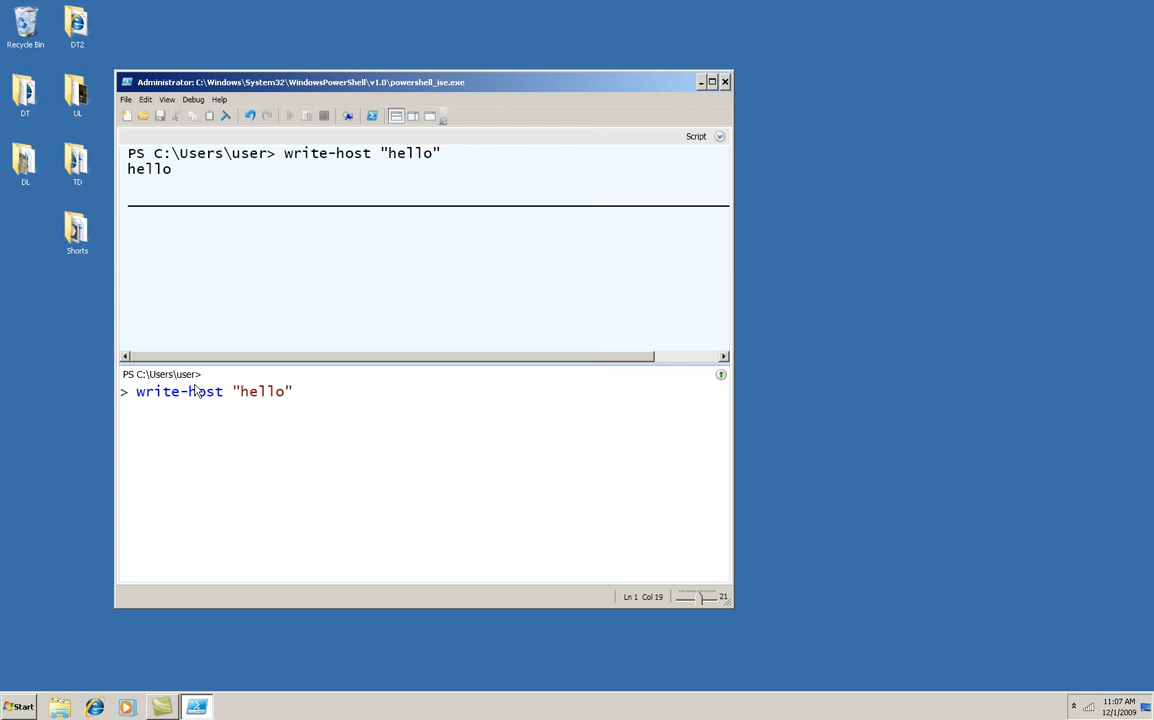 Recycle Bin
DT2
DT
UL
DL
TD
Shorts
Administrator: C:\Windows\System32\WindowsPowerShell\v1.0\powershell_ise.exe
File Edit View Debug Help
Script
PS C:\Users\user> write-host "hello"
hello
PS C:\Users\user>
> write-host "hello"
Ln 1 Col 19
21
Start
11:07 AM
12/1/2009